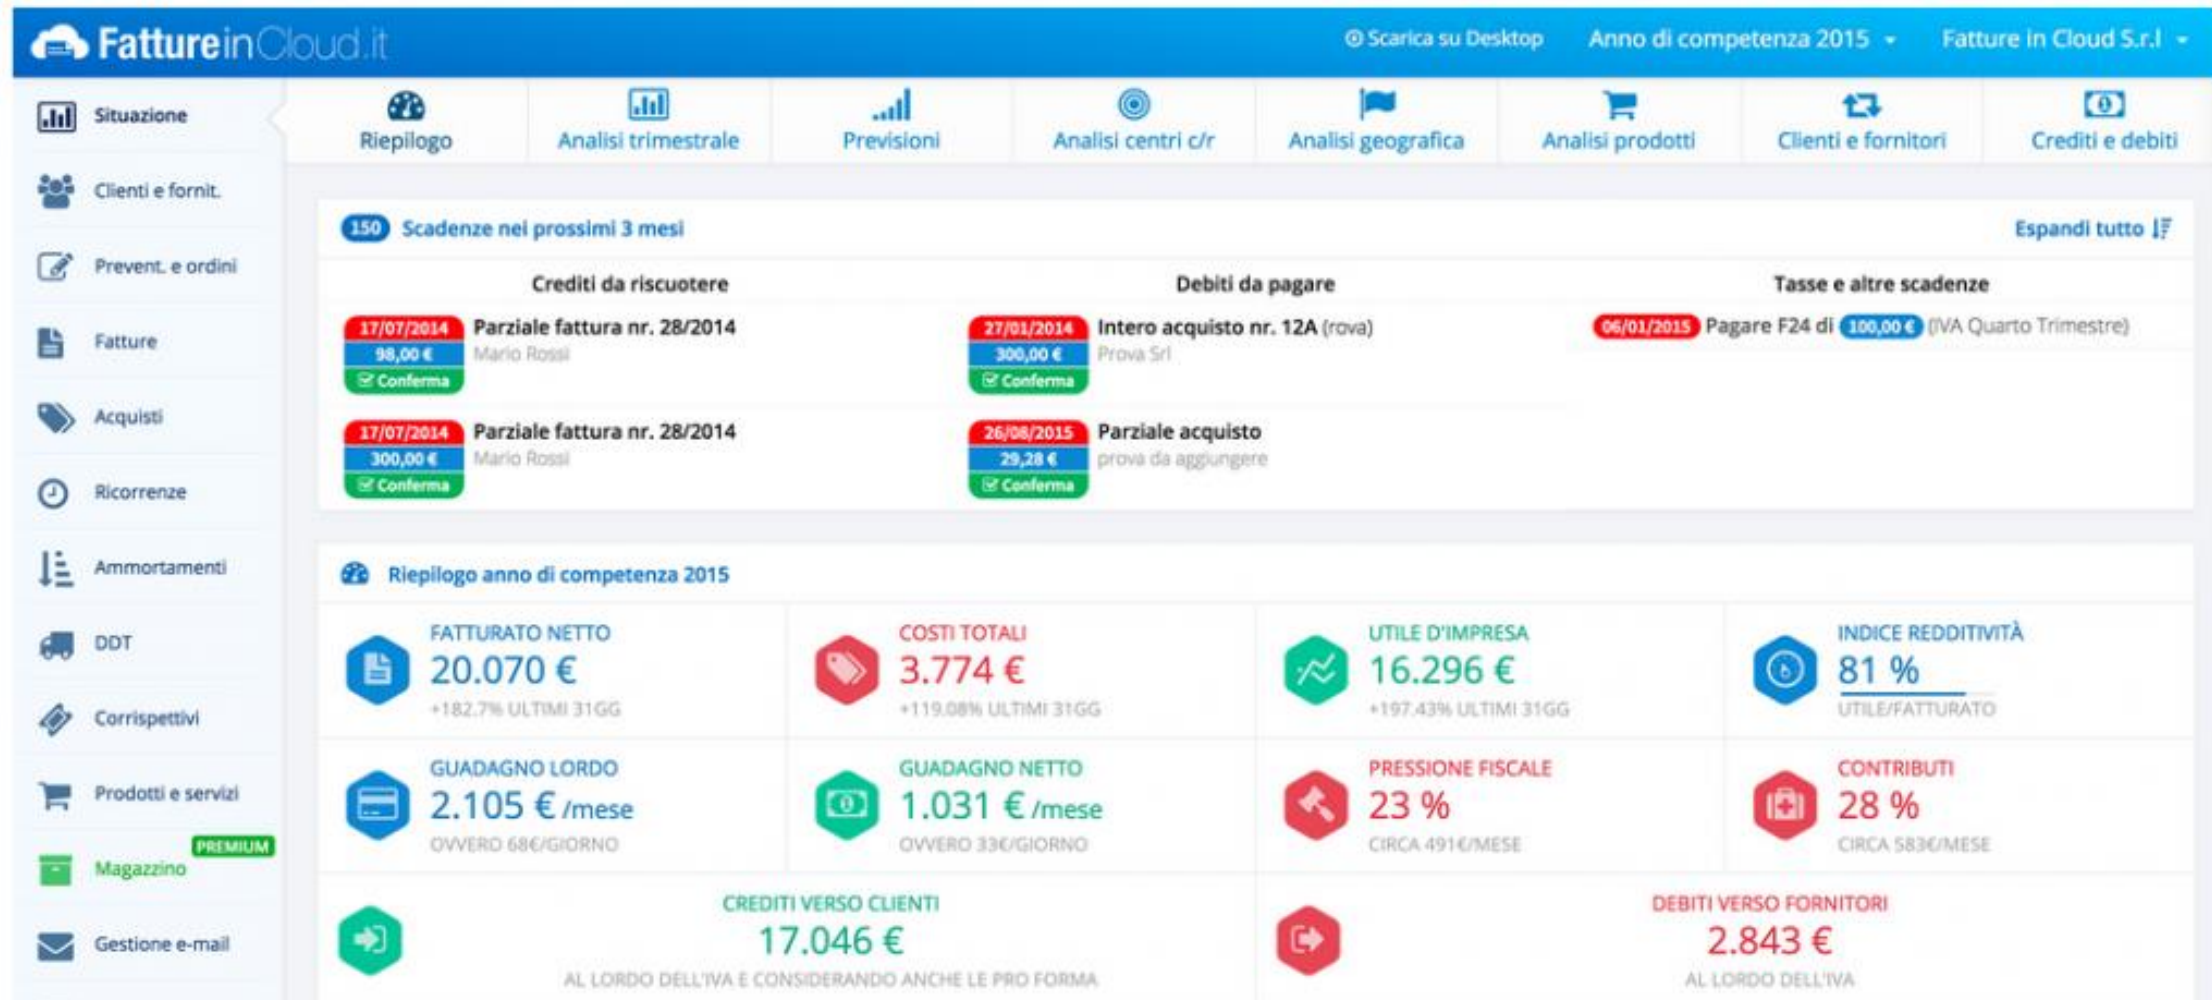 FattureinCloud.it
Scarica su Desktop
Anno di competenza 2015
Fatture in Cloud S.r.l
Situazione
Clienti e fornit.
Prevent. e ordini
Fatture
Acquisti
Ricorrenze
Ammortamenti
DDT
Corrispettivi
Prodotti e servizi
PREMIUM
Magazzino
Gestione e-mail
Riepilogo
Analisi trimestrale
Previsioni
Analisi centri c/r
Analisi geografica
Analisi prodotti
Clienti e fornitori
Crediti e debiti
150 Scadenze nei prossimi 3 mesi
Espandi tutto
Crediti da riscuotere
17/07/2014 Parziale fattura nr. 28/2014
98,00 € Mario Rossi
Conferma
17/07/2014 Parziale fattura nr. 28/2014
300,00 € Mario Rossi
Conferma
Debiti da pagare
27/01/2014 Intero acquisto nr. 12A (rova)
300,00 € Prova Srl
Conferma
26/08/2015 Parziale acquisto
29,28 € prova da aggiungere
Conferma
Tasse e altre scadenze
06/01/2015 Pagare F24 di 100,00 € (IVA Quarto Trimestre)
Riepilogo anno di competenza 2015
FATTURATO NETTO
20.070 €
+182.7% ULTIMI 31GG
COSTI TOTALI
3.774 €
+119.08% ULTIMI 31GG
UTILE D'IMPRESA
16.296 €
+197.43% ULTIMI 31GG
INDICE REDDITIVITÀ
81 %
UTILE/FATTURATO
GUADAGNO LORDO
2.105 € /mese
OVVERO 68€/GIORNO
GUADAGNO NETTO
1.031 € /mese
OVVERO 33€/GIORNO
PRESSIONE FISCALE
23 %
CIRCA 491€/MESE
CONTRIBUTI
28 %
CIRCA 583€/MESE
CREDITI VERSO CLIENTI
17.046 €
AL LORDO DELL'IVA E CONSIDERANDO ANCHE LE PRO FORMA
DEBITI VERSO FORNITORI
2.843 €
AL LORDO DELL'IVA